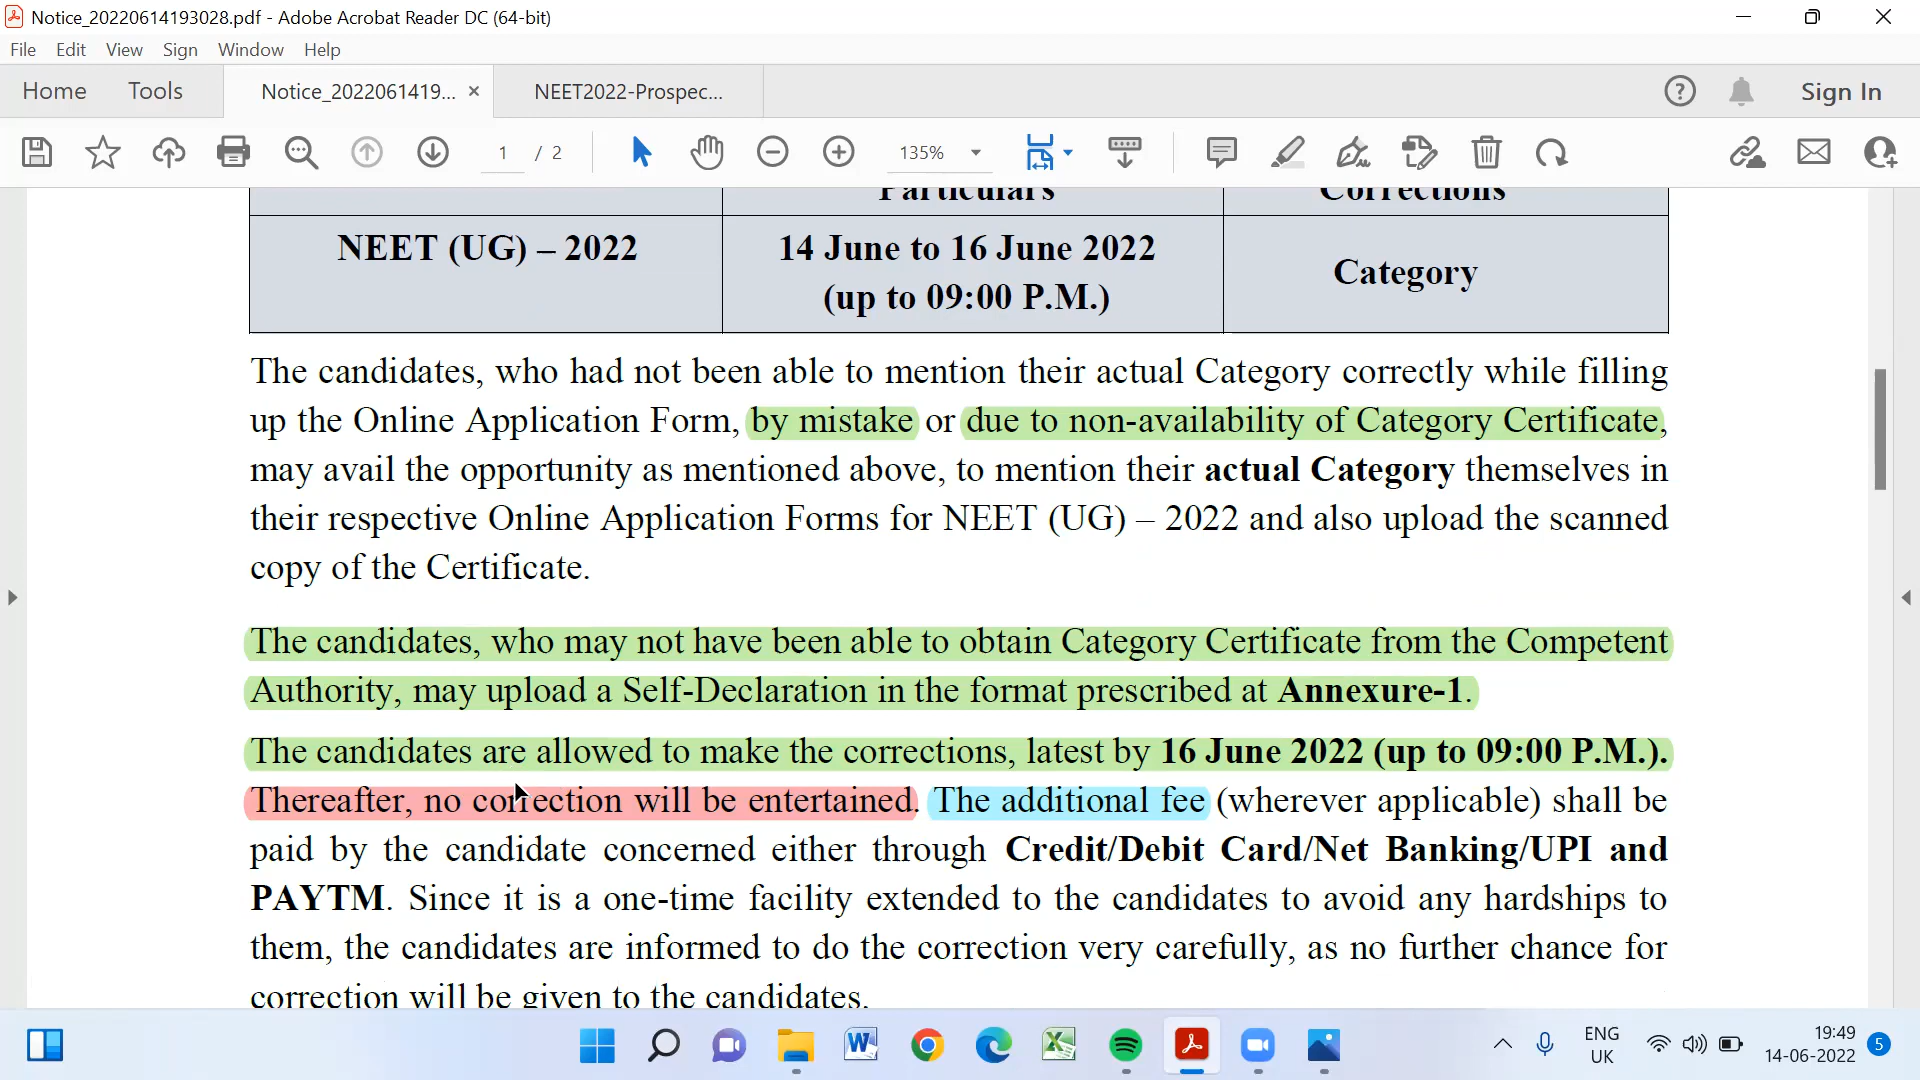 Notice_20220614193028.pdf - Adobe Acrobat Reader DC (64-bit)
File Edit View Sign Window Help
Home Tools Notice_2022061419... × NEET2022-Prospec... Sign In
1 / 2 135%
Particulars Corrections
NEET (UG) – 2022 14 June to 16 June 2022 Category
(up to 09:00 P.M.)
The candidates, who had not been able to mention their actual Category correctly while filling
up the Online Application Form, by mistake or due to non-availability of Category Certificate,
may avail the opportunity as mentioned above, to mention their actual Category themselves in
their respective Online Application Forms for NEET (UG) – 2022 and also upload the scanned
copy of the Certificate.
The candidates, who may not have been able to obtain Category Certificate from the Competent
Authority, may upload a Self-Declaration in the format prescribed at Annexure-1.
The candidates are allowed to make the corrections, latest by 16 June 2022 (up to 09:00 P.M.).
Thereafter, no correction will be entertained. The additional fee (wherever applicable) shall be
paid by the candidate concerned either through Credit/Debit Card/Net Banking/UPI and
PAYTM. Since it is a one-time facility extended to the candidates to avoid any hardships to
them, the candidates are informed to do the correction very carefully, as no further chance for
correction will be given to the candidates.
ENG 19:49
UK 14-06-2022 5